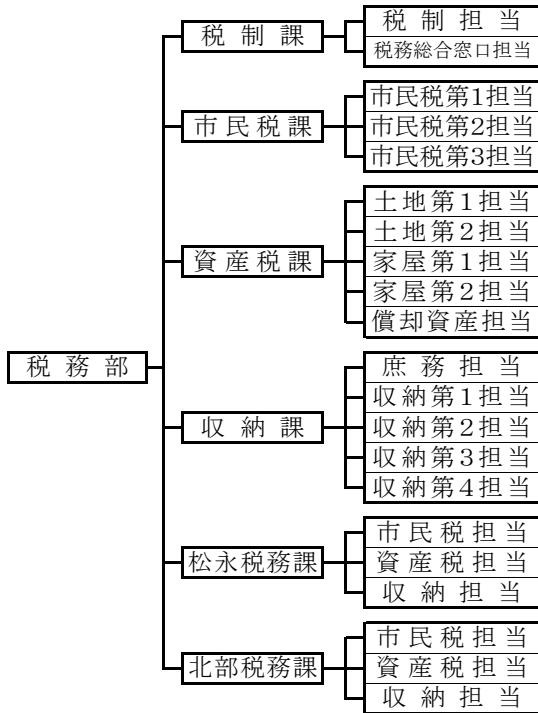 税務部
税制課
税制担当
税務総合窓口担当
市民税課
市民税第1担当
市民税第2担当
市民税第3担当
資産税課
土地第1担当
土地第2担当
家屋第1担当
家屋第2担当
償却資産担当
収納課
庶務担当
収納第1担当
収納第2担当
収納第3担当
収納第4担当
松永税務課
市民税担当
資産税担当
収納担当
北部税務課
市民税担当
資産税担当
収納担当